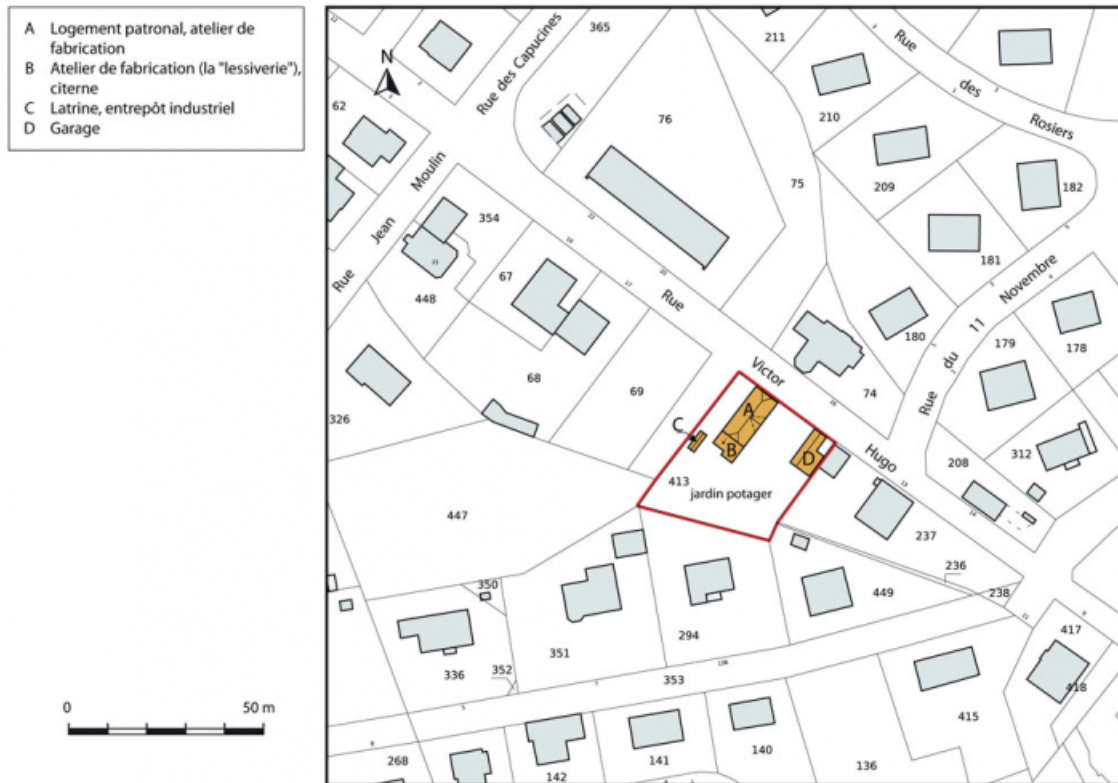 A Logement patronal, atelier de
fabrication
B Atelier de fabrication (la "lessiverie"),
citerne
C Latrine, entrepôt industriel
D Garage
N
Rue des Capucines
365
211
Rue
des
Rosiers
62
76
210
Moulin
75
209
182
354
Jean
181
Rue
448
67
Rue
Novembre
11
du
Rue
180
179
178
68
69
Victor
74
326
A
C
B
D
Hugo
208
312
413
jardin potager
447
237
236
350
449
238
417
351
294
336
352
353
418
415
268
142
141
140
136
0
50 m